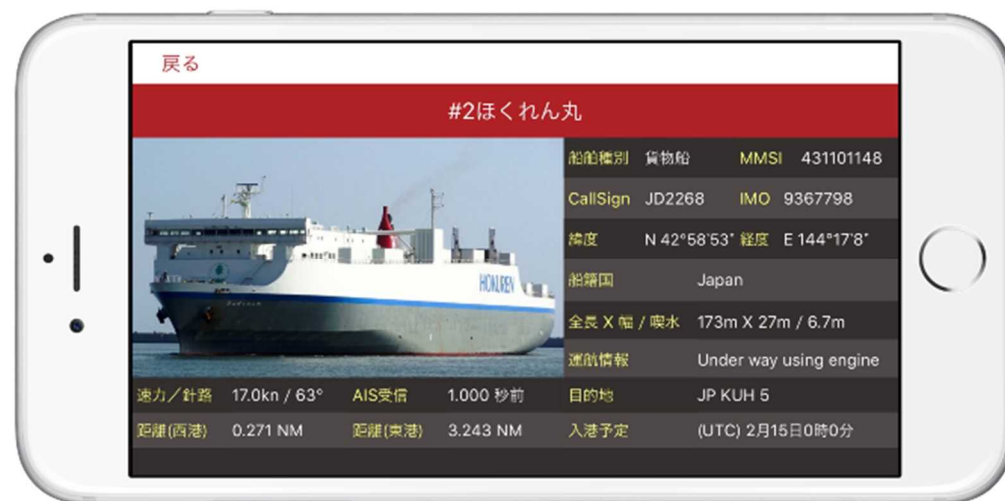 戻る
#2ほくれん丸
船舶種別 貨物船 MMSI 431101148
CallSign JD2268 IMO 9367798
緯度 N 42°58'53" 経度 E 144°17'8"
船籍国 Japan
全長 X 幅 / 喫水 173m X 27m / 6.7m
運航情報 Under way using engine
HOKUREN
速力／針路 17.0kn / 63° AIS受信 1.000 秒前 目的地 JP KUH 5
距離(西港) 0.271 NM 距離(東港) 3.243 NM 入港予定 (UTC) 2月15日0時0分